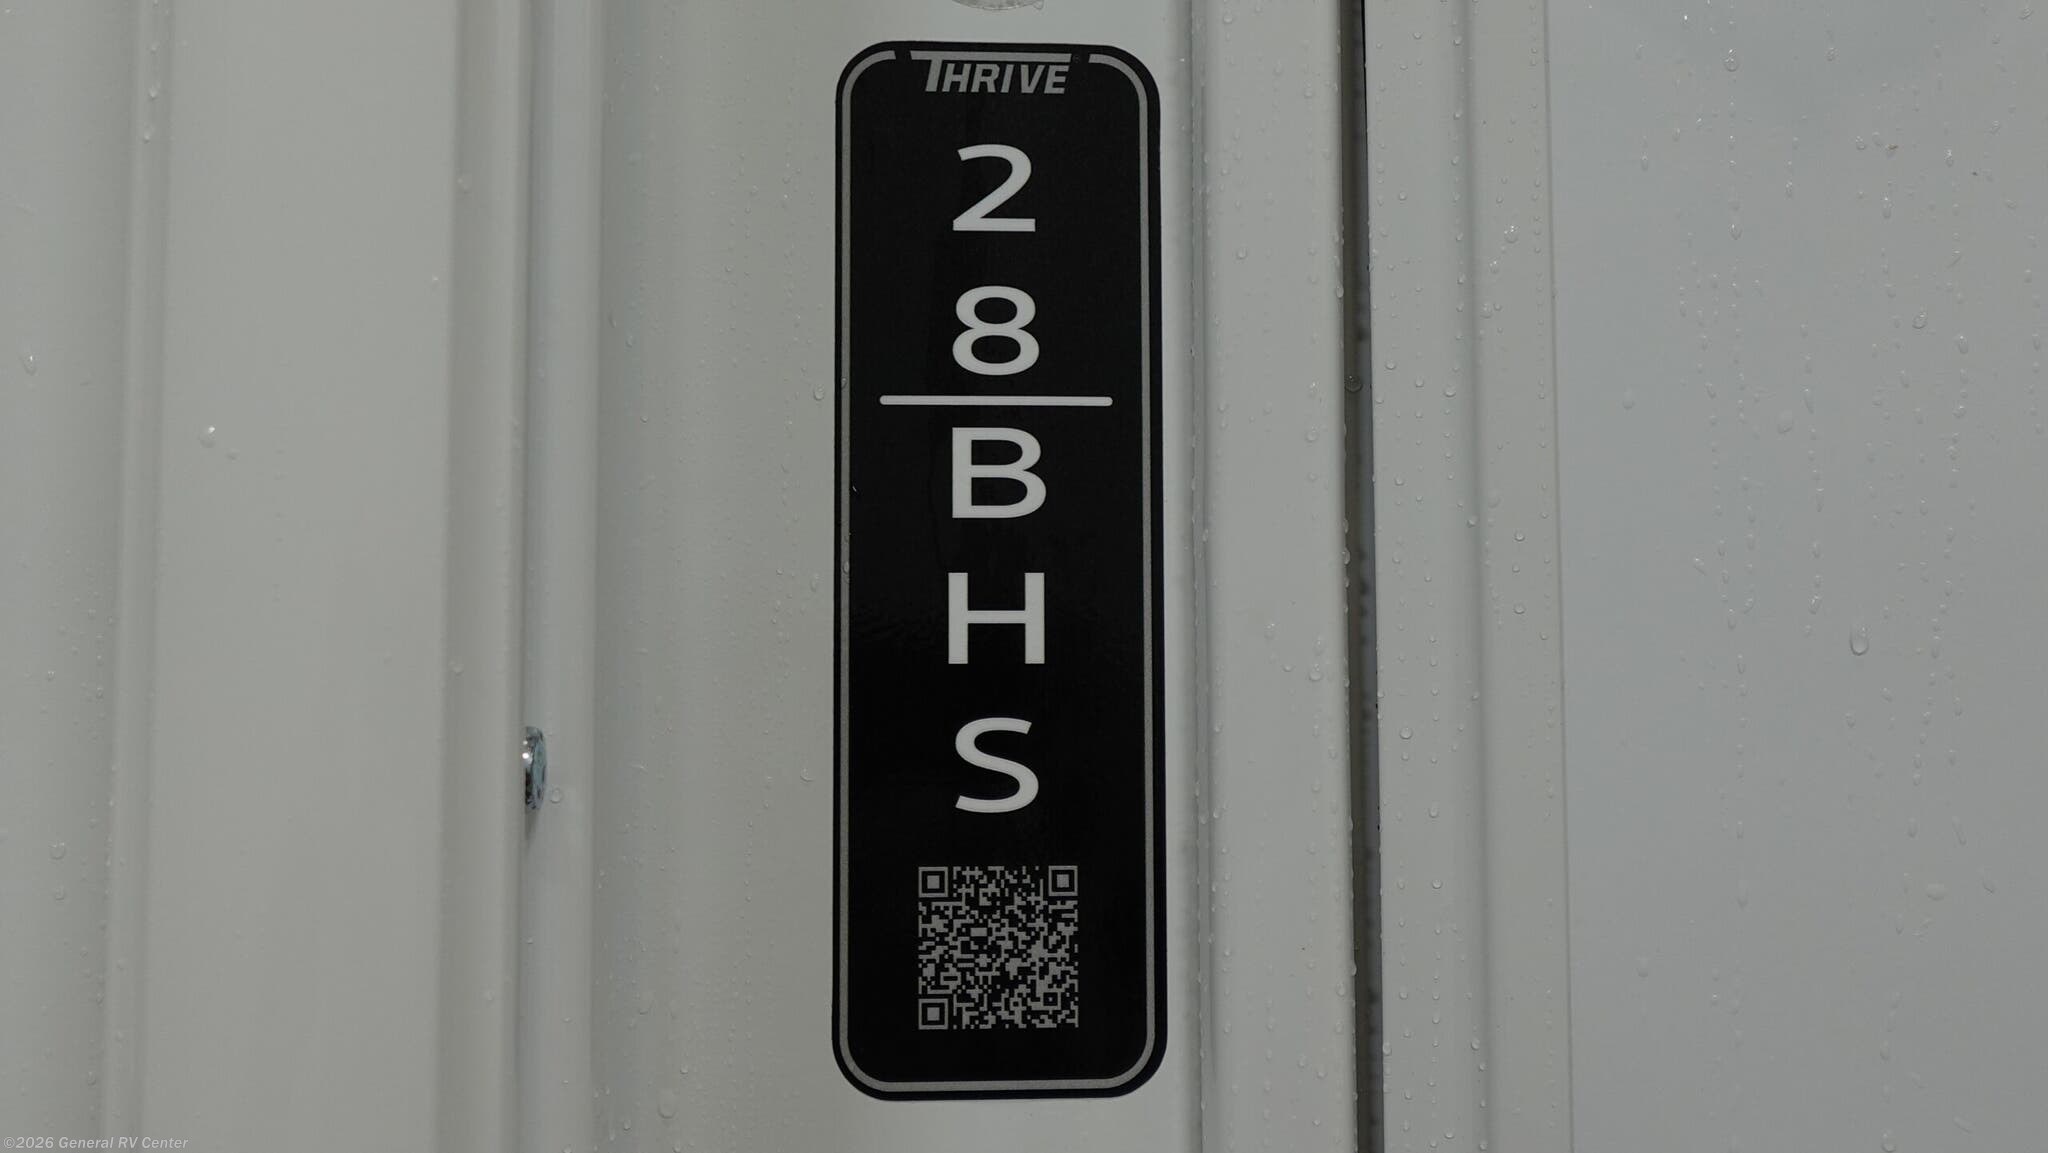 THRIVE
2
8
B
H
S
©2026 General RV Center